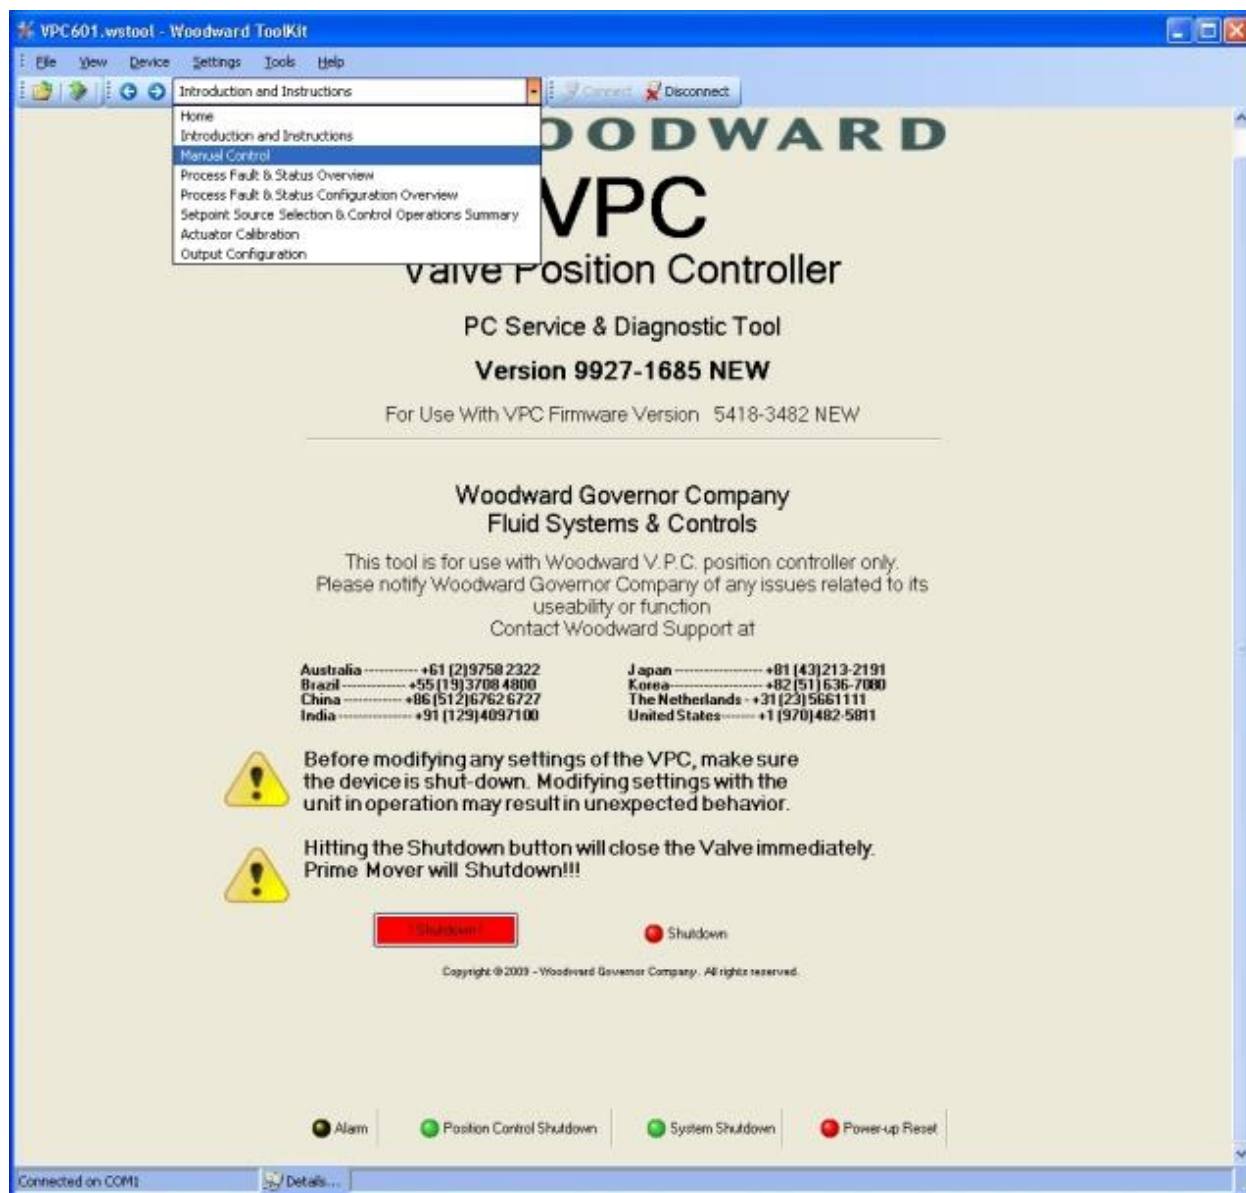 VPC601.wstool - Woodward ToolKit
File View Device Settings Tools Help
Introduction and Instructions Connect Disconnect
Home
Introduction and Instructions
Manual Control
Process Fault & Status Overview
Process Fault & Status Configuration Overview
Setpoint Source Selection & Control Operations Summary
Actuator Calibration
Output Configuration
OODWARD
VPC
Valve Position Controller
PC Service & Diagnostic Tool
Version 9927-1685 NEW
For Use With VPC Firmware Version 5418-3482 NEW
Woodward Governor Company
Fluid Systems & Controls
This tool is for use with Woodward V.P.C. position controller only.
Please notify Woodward Governor Company of any issues related to its
useability or function
Contact Woodward Support at
Australia ------------ +61 (2)9758 2322 Japan ------------------- +81 (43)213-2191
Brazil -------------- +55 (19)3708 4800 Korea ------------------- +82 (51)636-7080
China -------------- +86 (512)6762 6727 The Netherlands - +31 (23)5661111
India ----------------- +91 (129)4097100 United States-------- +1 (970)482-5811
Before modifying any settings of the VPC, make sure
the device is shut-down. Modifying settings with the
unit in operation may result in unexpected behavior.
Hitting the Shutdown button will close the Valve immediately.
Prime Mover will Shutdown!!!
! Shutdown ! Shutdown
Copyright © 2009 - Woodward Governor Company. All rights reserved.
Alarm Position Control Shutdown System Shutdown Power-up Reset
Connected on COM1 Details...